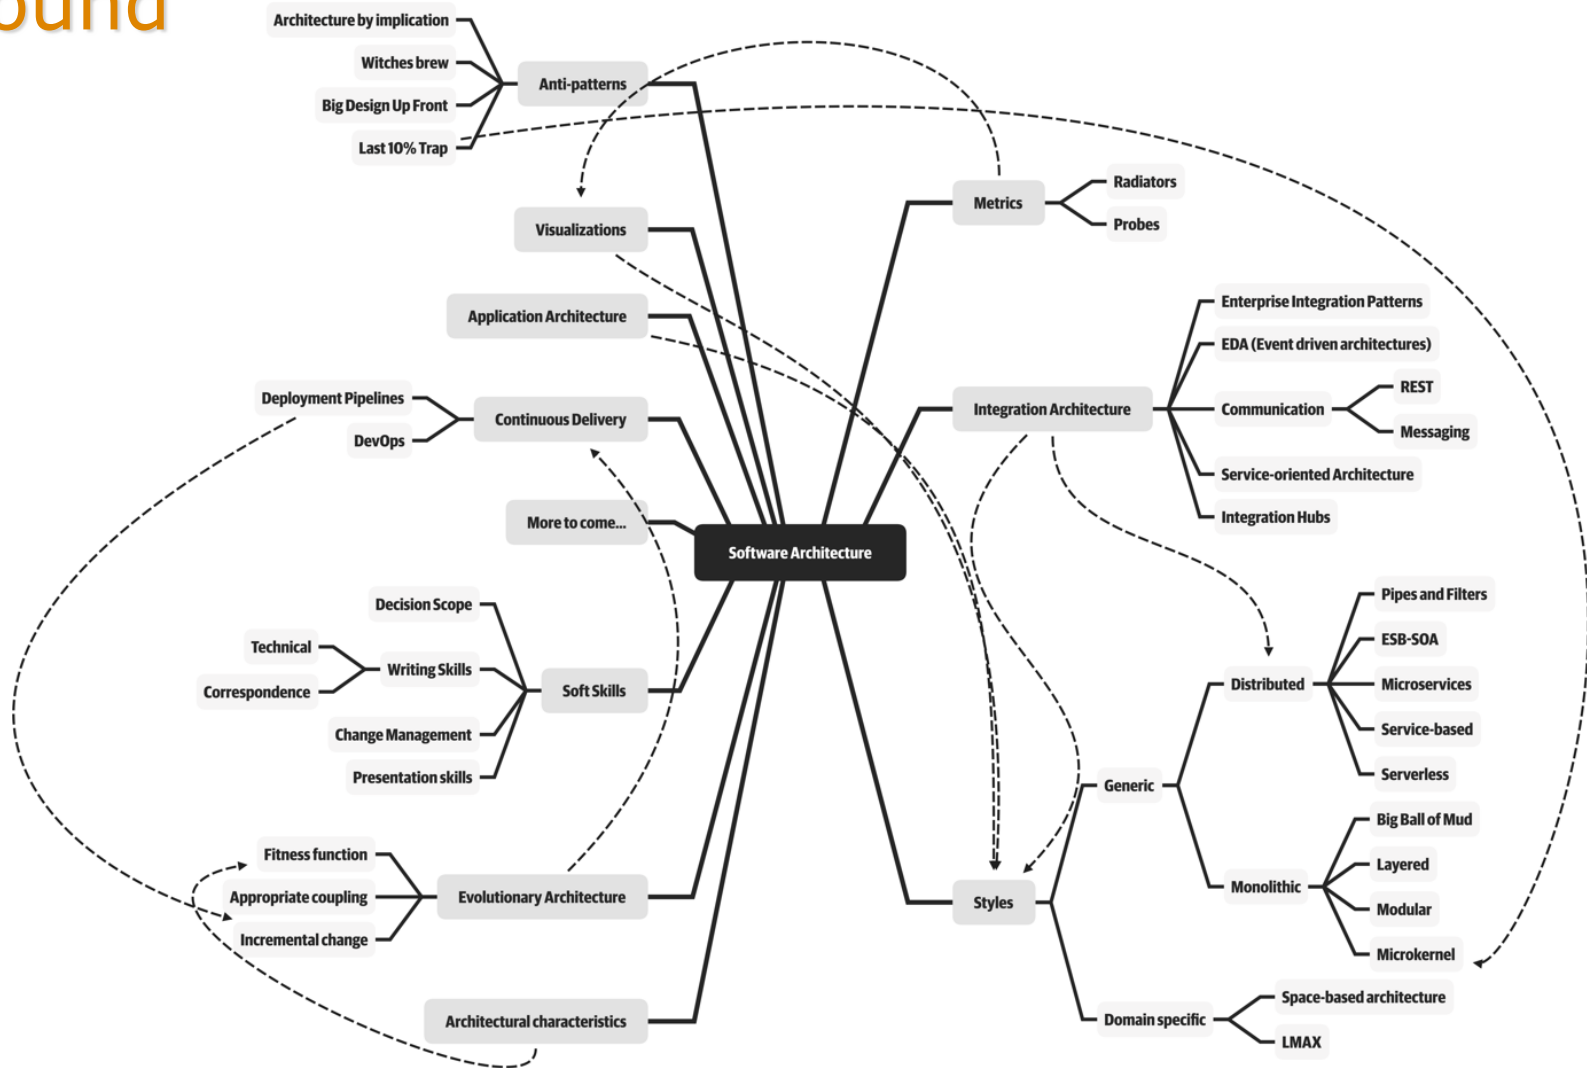 ound
Architecture by implication
Witches brew
Anti-patterns
Big Design Up Front
Last 10% Trap
Visualizations
Application Architecture
Deployment Pipelines
Continuous Delivery
DevOps
More to come...
Software Architecture
Decision Scope
Technical
Writing Skills
Correspondence
Soft Skills
Change Management
Presentation skills
Fitness function
Appropriate coupling
Evolutionary Architecture
Incremental change
Architectural characteristics
Metrics
Radiators
Probes
Integration Architecture
Enterprise Integration Patterns
EDA (Event driven architectures)
Communication
REST
Messaging
Service-oriented Architecture
Integration Hubs
Styles
Generic
Distributed
Pipes and Filters
ESB-SOA
Microservices
Service-based
Serverless
Monolithic
Big Ball of Mud
Layered
Modular
Microkernel
Domain specific
Space-based architecture
LMAX